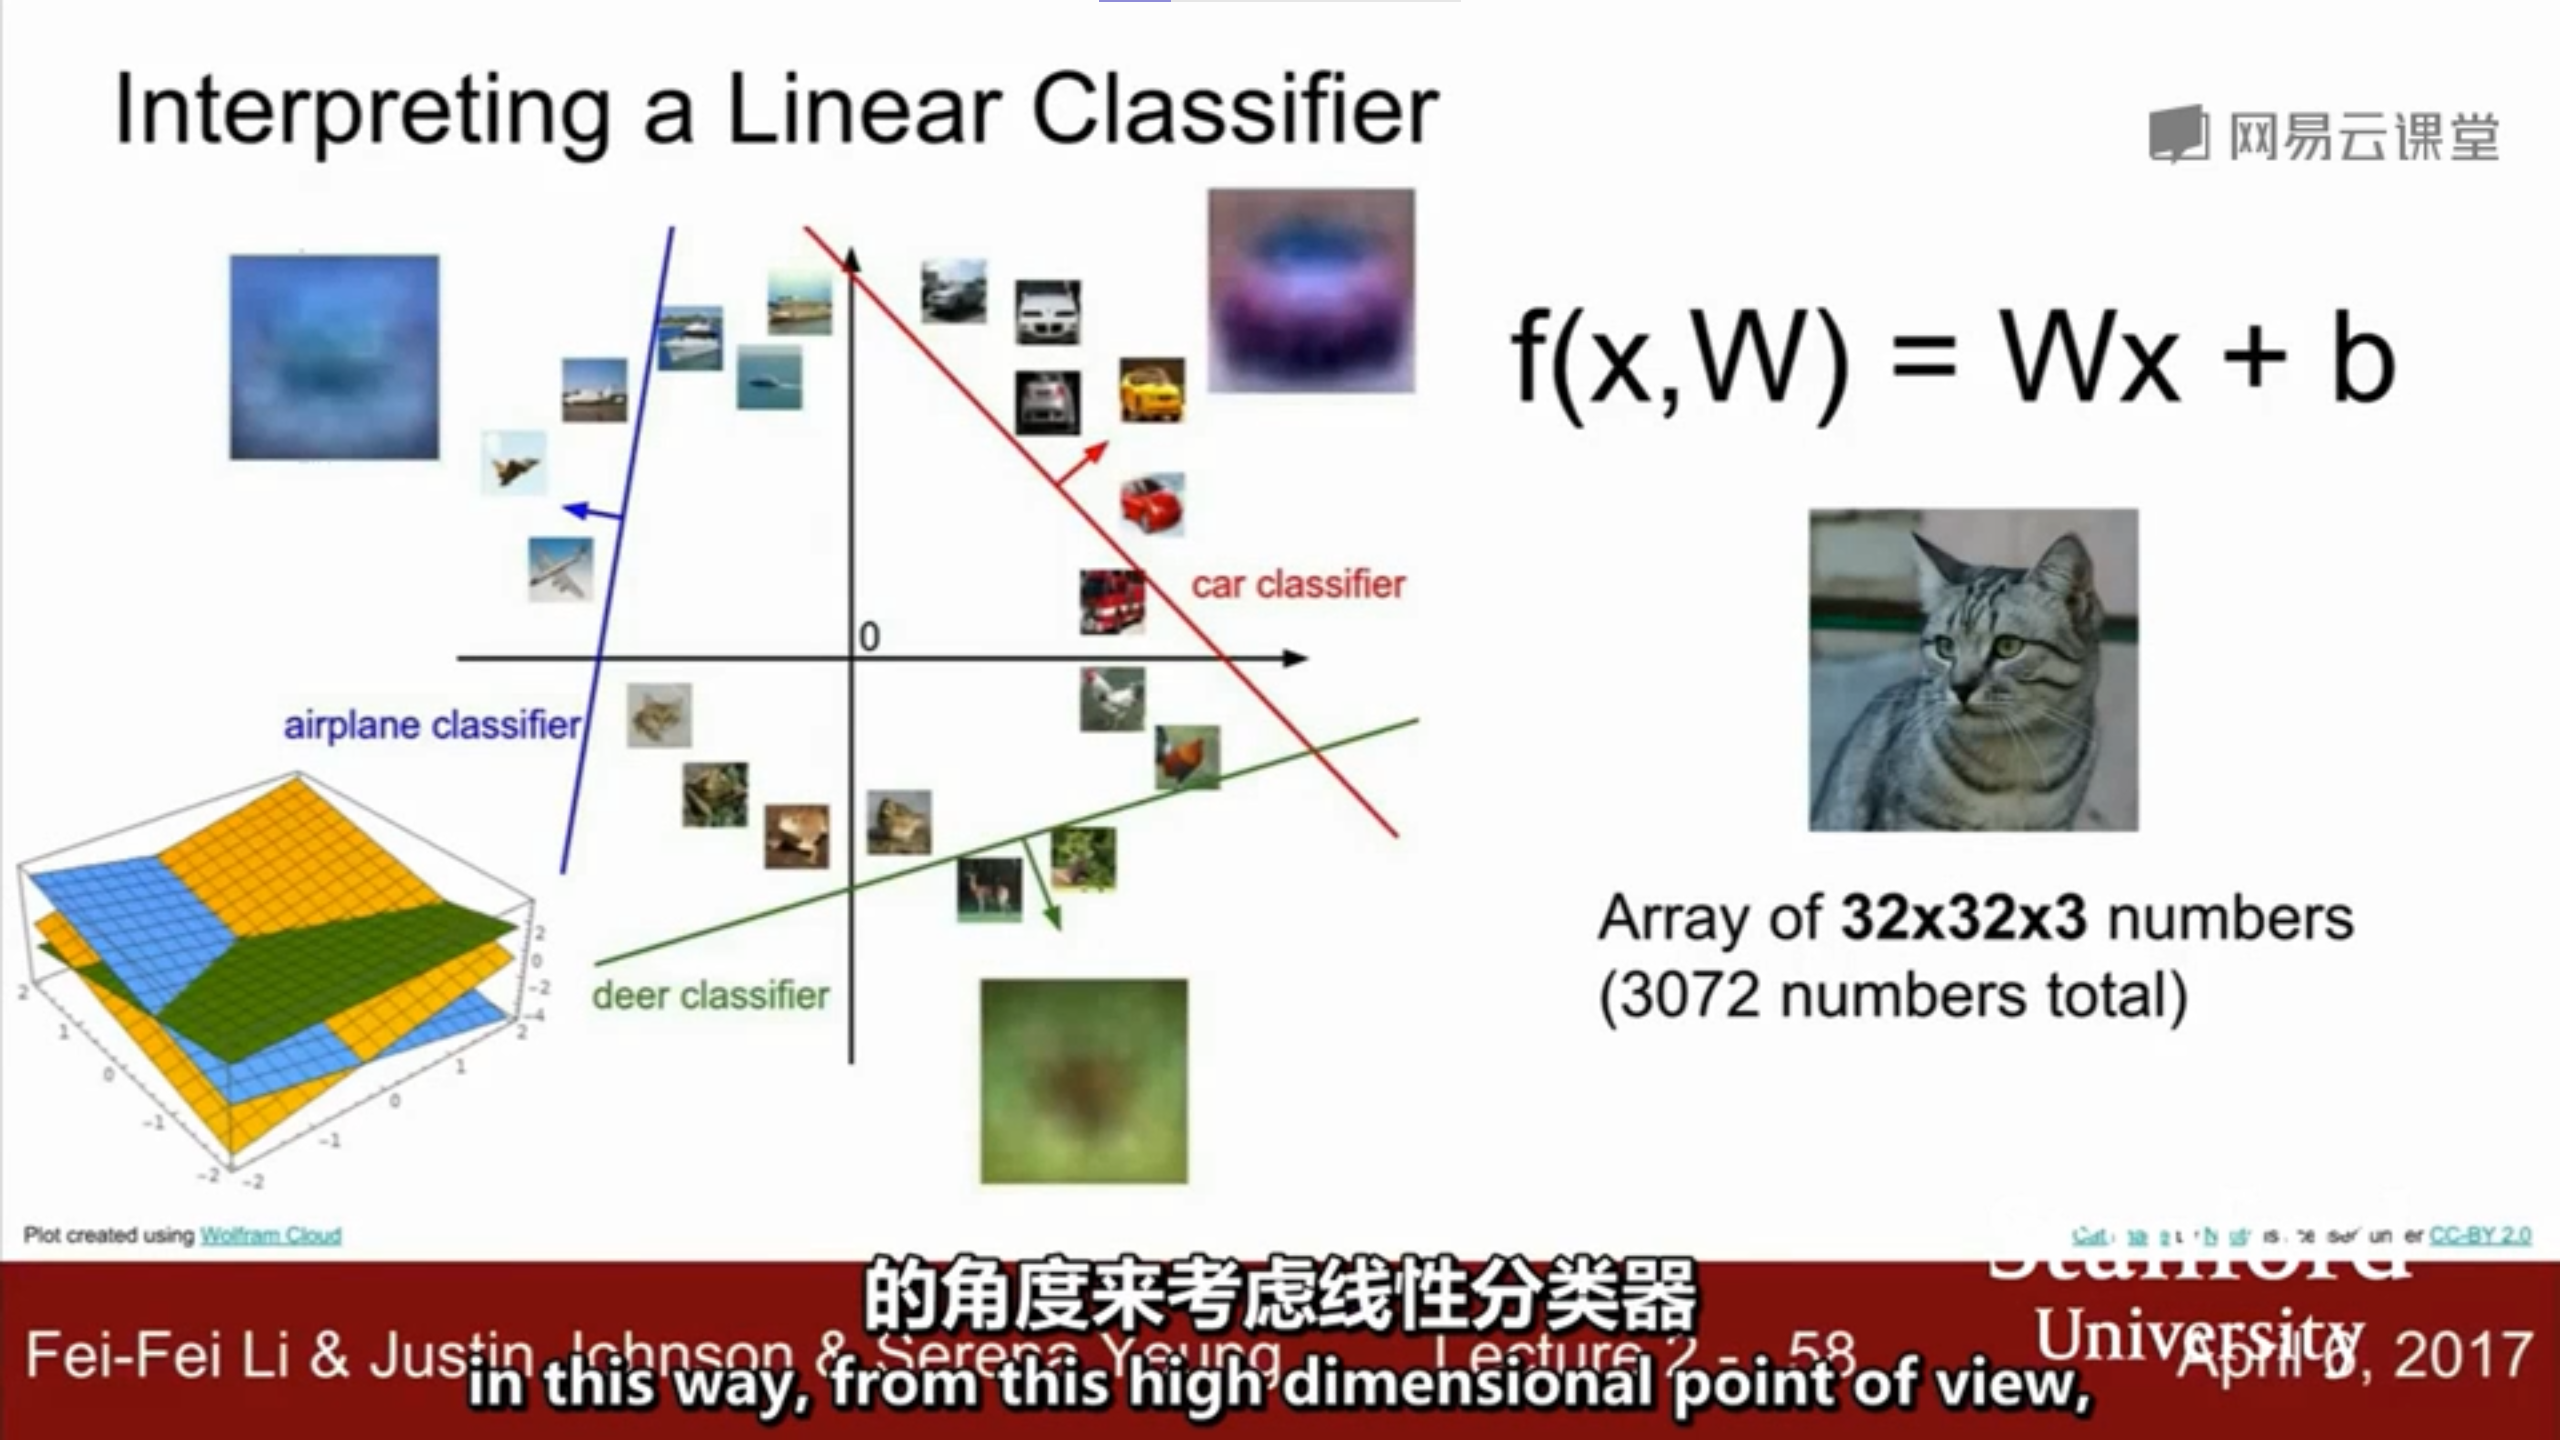 Interpreting a Linear Classifier
网易云课堂
f(x,W) = Wx + b
car classifier
0
airplane classifier
deer classifier
2
0
-2
-4
2
1
0
-1
-2
-2
-1
0
1
2
Array of 32x32x3 numbers
(3072 numbers total)
Plot created using Wolfram Cloud
CC-BY 2.0
的角度来考虑线性分类器
Stanford
University
Fei-Fei Li & Justin Johnson & Serena Yeung
Lecture 2 - 58
April 6, 2017
in this way, from this high dimensional point of view,